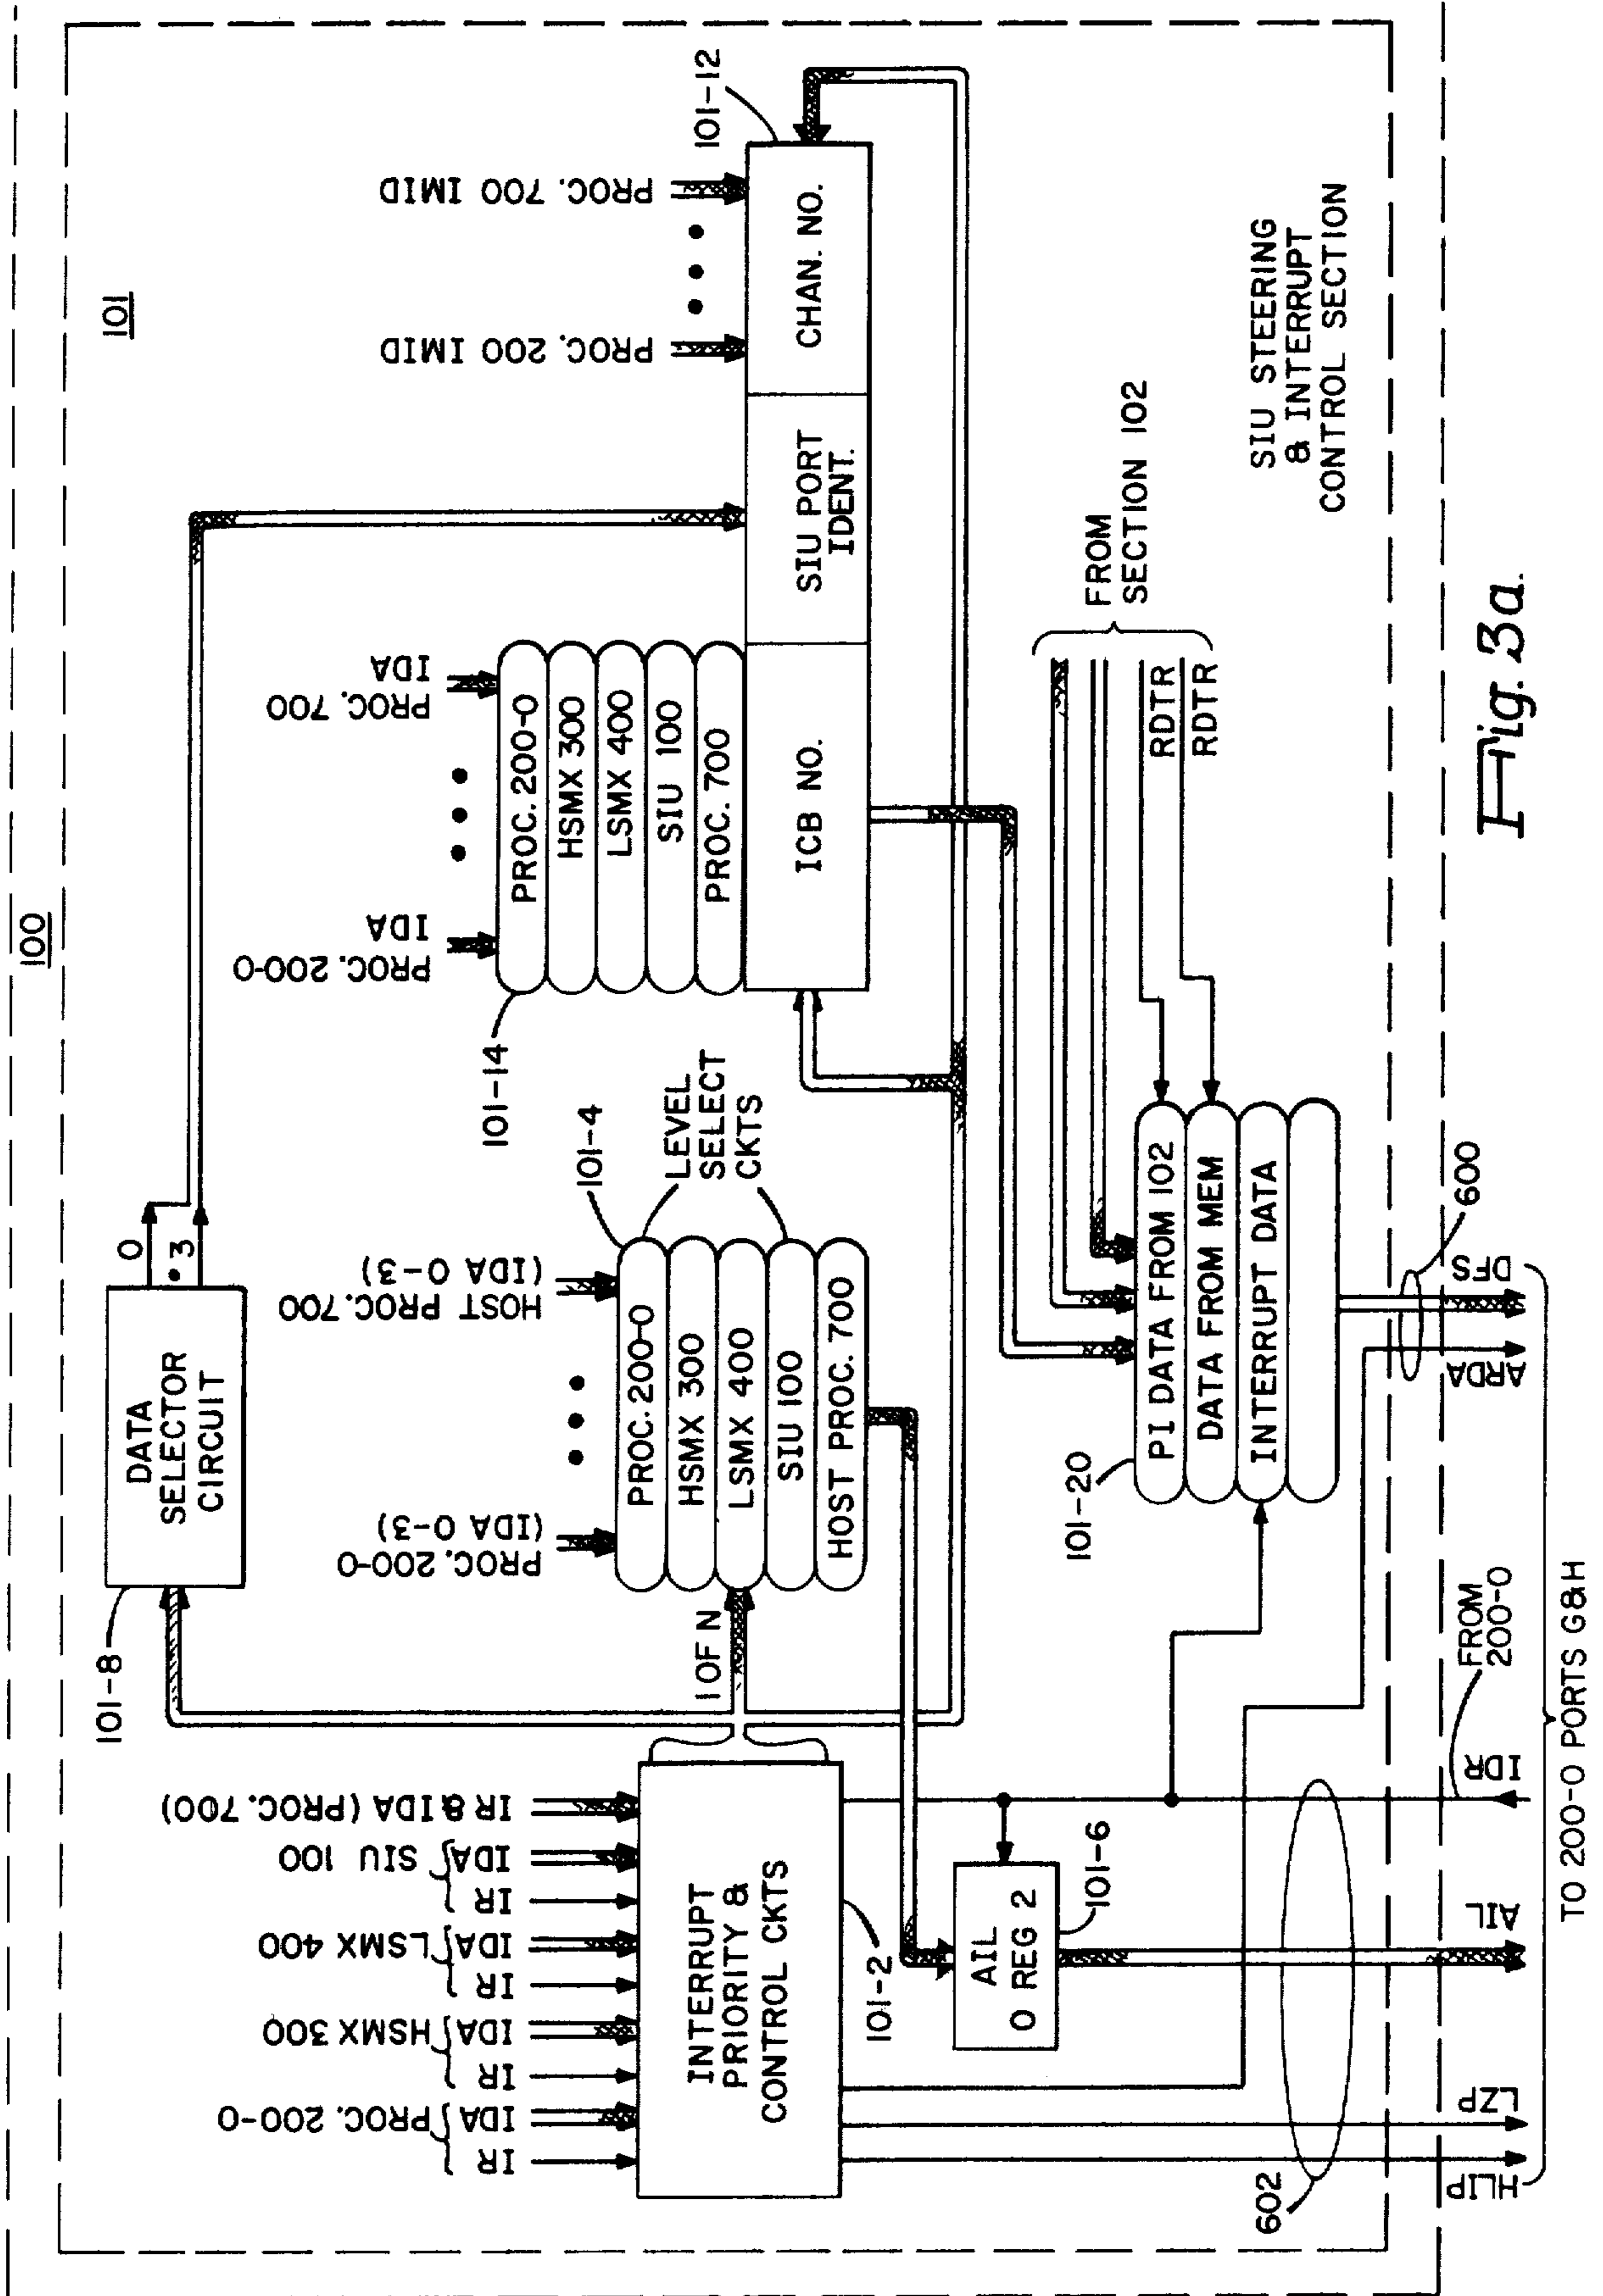 100
101
101-8
DATA
SELECTOR
CIRCUIT
0
3
PROC. 200-0
IDA
PROC. 700
IDA
101-14
PROC. 200-0
HSMX 300
LSMX 400
SIU 100
PROC. 700
ICB NO.
SIU PORT
IDENT.
CHAN. NO.
PROC. 200 IMID
PROC. 700 IMID
101-12
PROC. 200-0
(IDA 0-3)
HOST PROC. 700
(IDA 0-3)
101-4
LEVEL
SELECT
CKTS
1 OF N
PROC. 200-0
HSMX 300
LSMX 400
SIU 100
HOST PROC. 700
IR
IDA
PROC. 200-0
IR
IDA
HSMX 300
IR
IDA
LSMX 400
IR
IDA
SIU 100
IR & IDA (PROC. 700)
INTERRUPT
PRIORITY &
CONTROL CKTS
101-2
AIL
0 REG 2
101-6
101-20
PI DATA FROM 102
DATA FROM MEM
INTERRUPT DATA
RDTR
RDTR
FROM
SECTION 102
SIU STEERING
& INTERRUPT
CONTROL SECTION
602
FROM
200-0
600
HLIP
LZP
AIL
IDR
ARDA
DFS
TO 200-0 PORTS G&H
Fig. 3a.